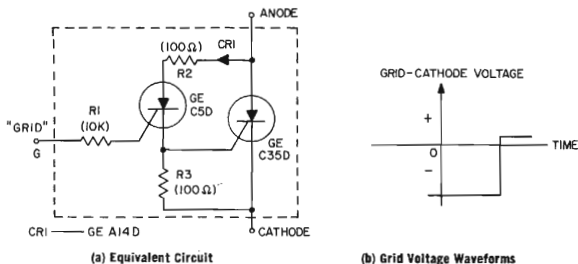 ANODE
(100Ω)
CR1
R2
GE
C5D
R1
(10K)
"GRID"
G
GE
C35D
R3
(100Ω)
CATHODE
CR1 — GE A14D
(a) Equivalent Circuit
GRID-CATHODE VOLTAGE
+
0
TIME
−
(b) Grid Voltage Waveforms